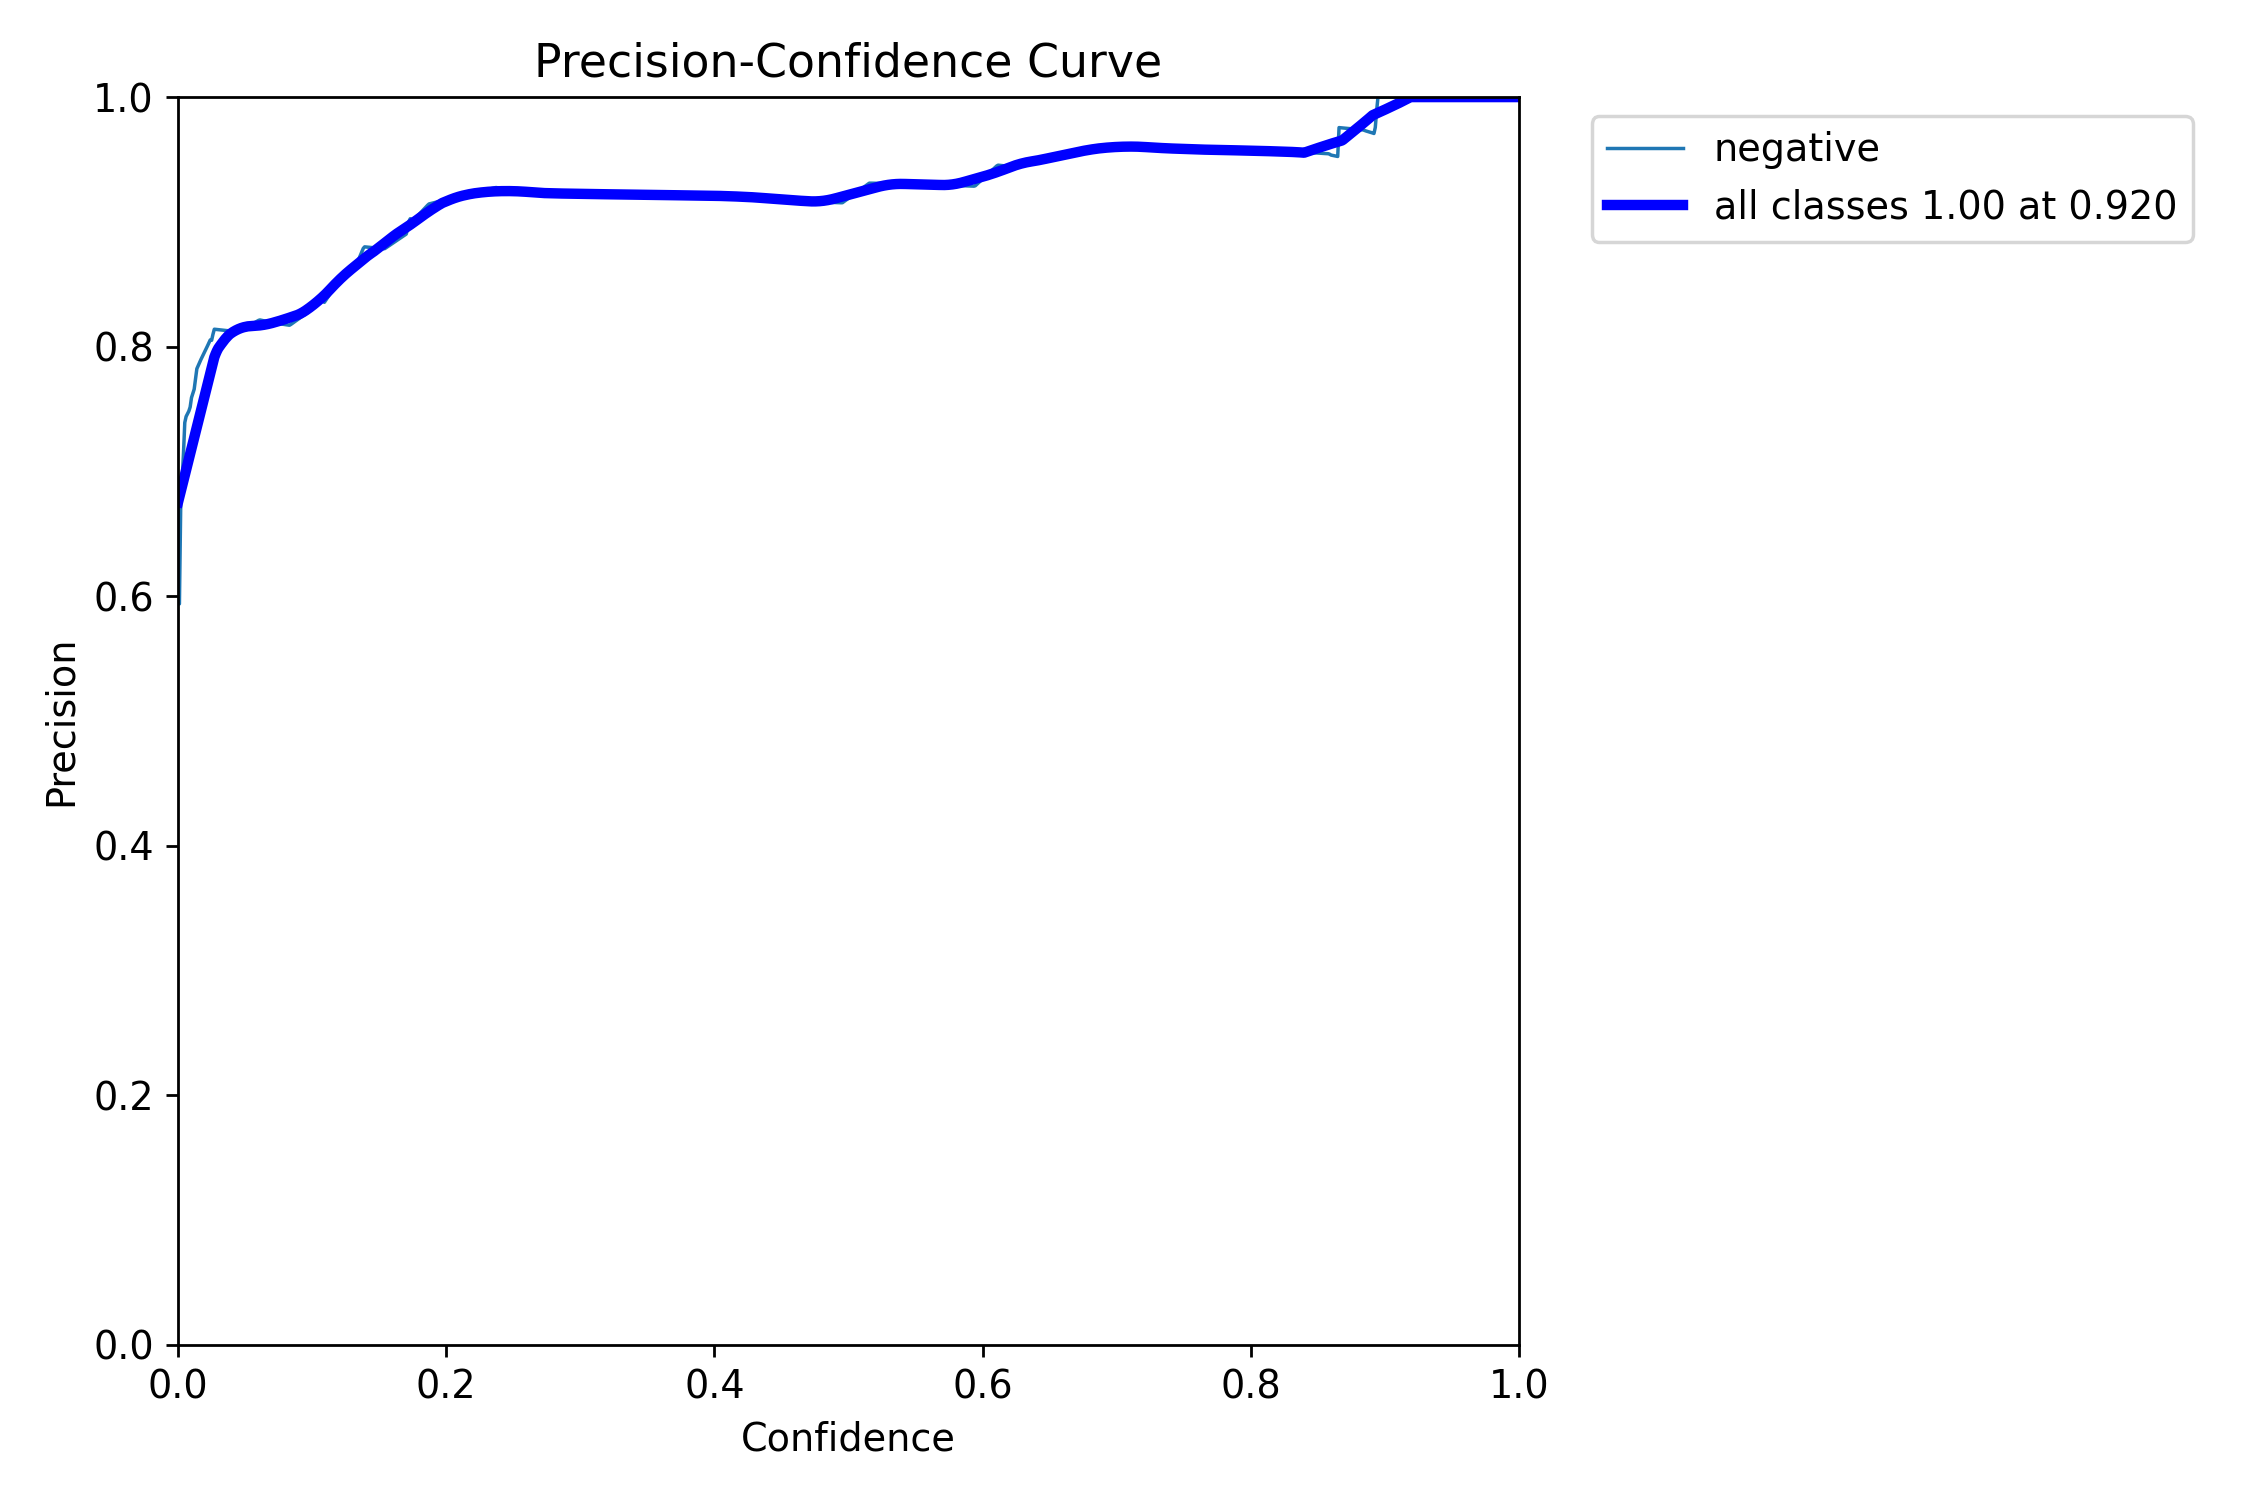 Precision-Confidence Curve
negative
all classes 1.00 at 0.920
1.0
0.8
0.6
0.4
0.2
0.0
Precision
0.0 0.2 0.4 0.6 0.8 1.0
Confidence